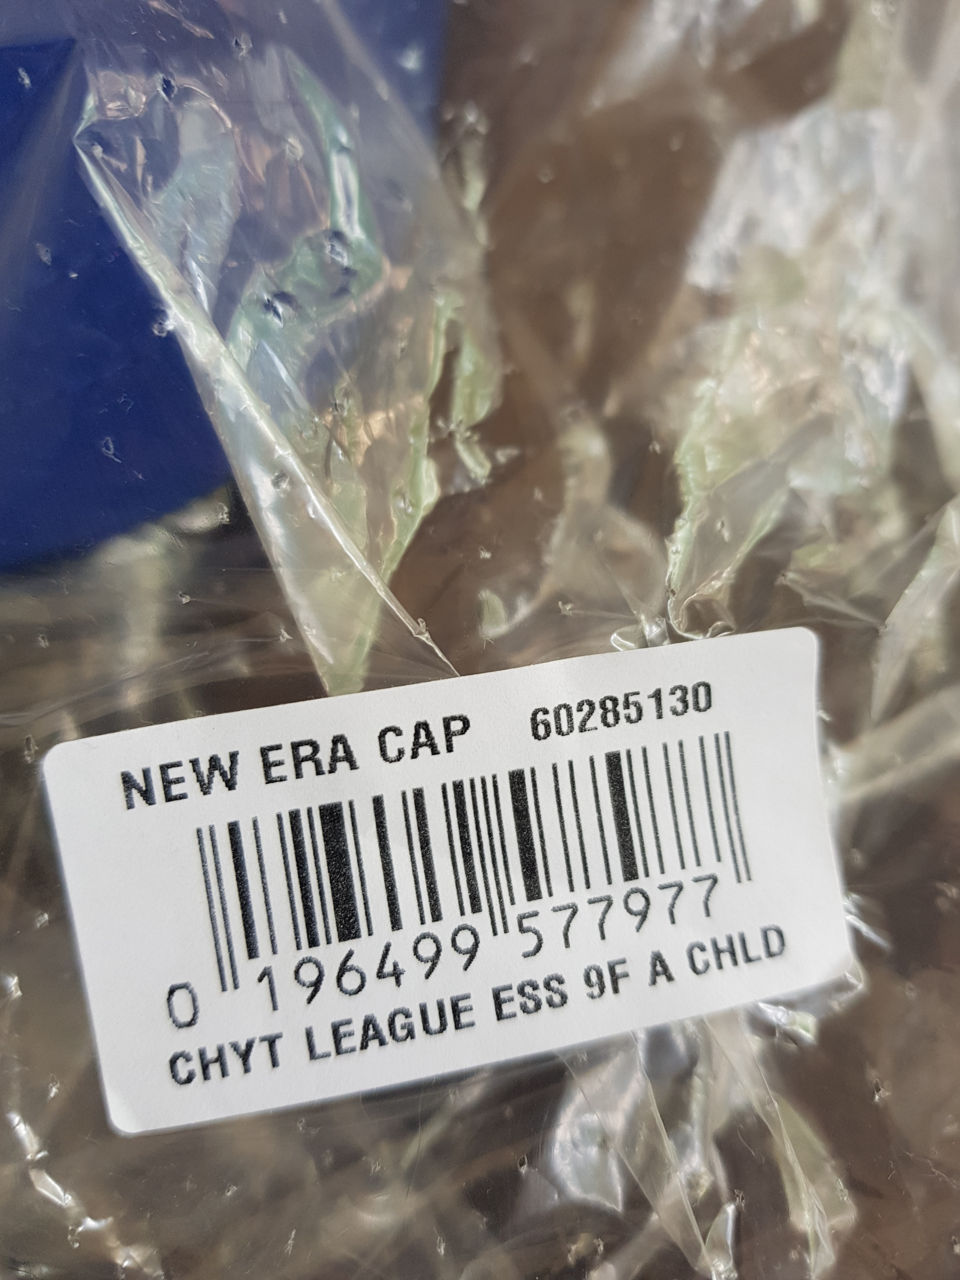 NEW ERA CAP 60285130
0 196499 577977
CHYT LEAGUE ESS 9F A CHLD